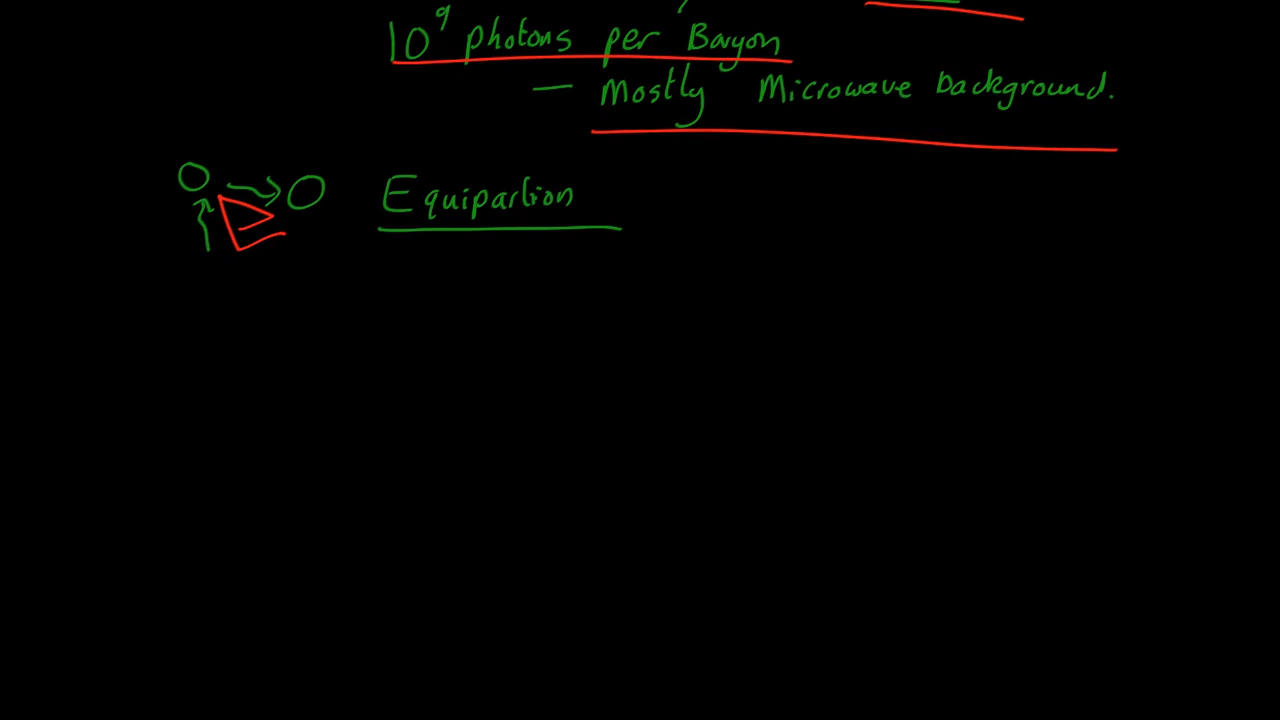 10⁹ photons per Baryon
— Mostly Microwave background.
Equipartion